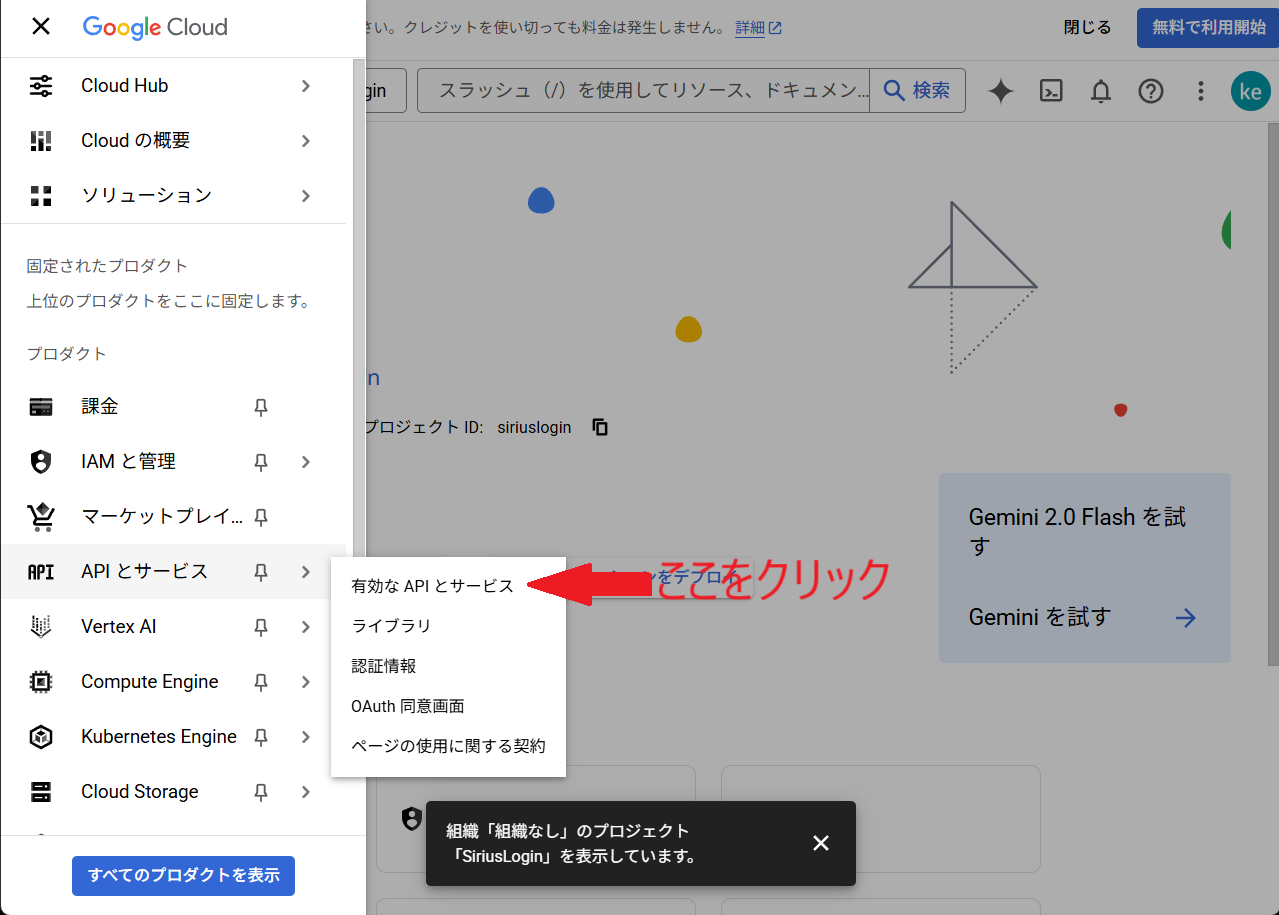 Google Cloud
さい。クレジットを使い切っても料金は発生しません。 詳細
閉じる
無料で利用開始
gin
スラッシュ（/）を使用してリソース、ドキュメン...
検索
ke
Cloud Hub
Cloud の概要
ソリューション
固定されたプロダクト
上位のプロダクトをここに固定します。
プロダクト
課金
IAM と管理
マーケットプレイ...
API API とサービス
Vertex AI
Compute Engine
Kubernetes Engine
Cloud Storage
すべてのプロダクトを表示
有効な API とサービス
ライブラリ
認証情報
OAuth 同意画面
ページの使用に関する契約
ここをクリック
n
プロジェクト ID: siriuslogin
ンをデプロイ
Gemini 2.0 Flash を試
す
Gemini を試す
組織「組織なし」のプロジェクト
「SiriusLogin」を表示しています。